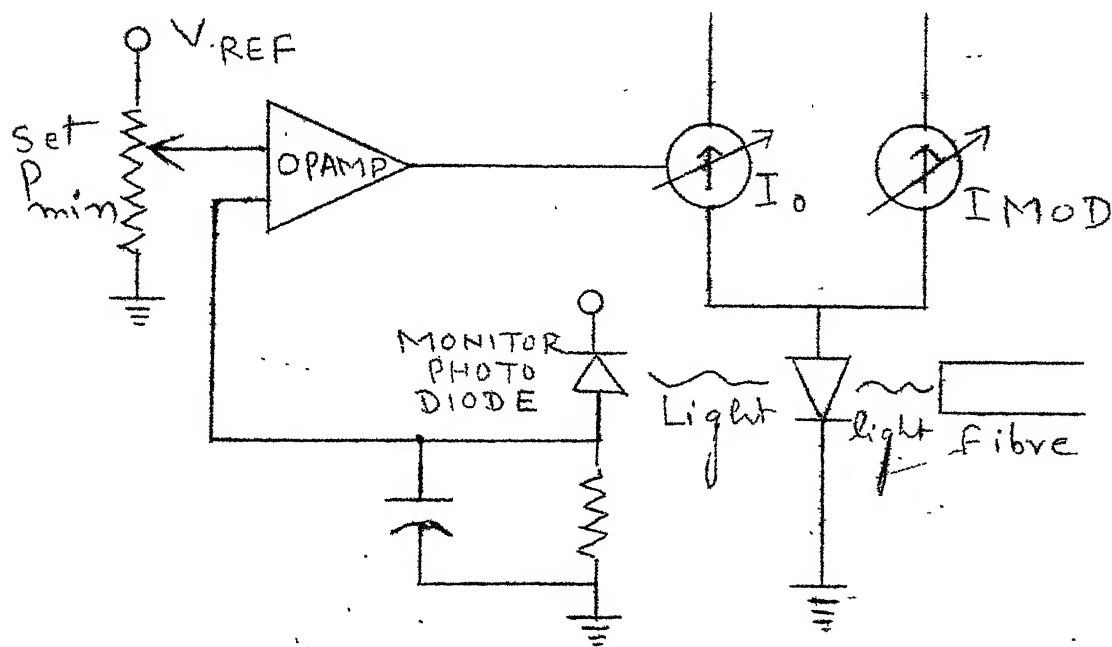 V.REF
Set
Pmin
OPAMP
I0
IMOD
MONITOR
PHOTO
DIODE
Light
light
fibre